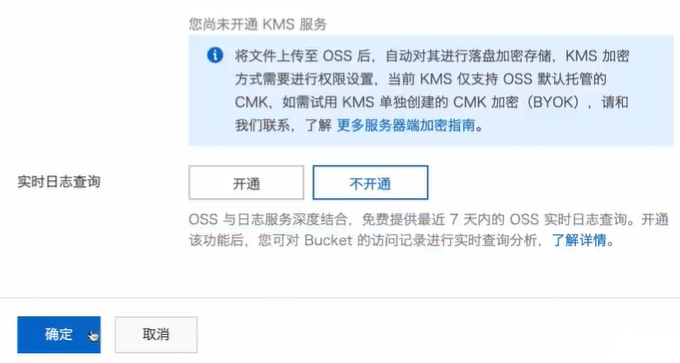 您尚未开通 KMS 服务
将文件上传至 OSS 后，自动对其进行落盘加密存储，KMS 加密
方式需要进行权限设置，当前 KMS 仅支持 OSS 默认托管的
CMK，如需试用 KMS 单独创建的 CMK 加密（BYOK），请和
我们联系，了解 更多服务器端加密指南。
实时日志查询
开通
不开通
OSS 与日志服务深度结合，免费提供最近 7 天内的 OSS 实时日志查询。开通
该功能后，您可对 Bucket 的访问记录进行实时查询分析，了解详情。
确定
取消